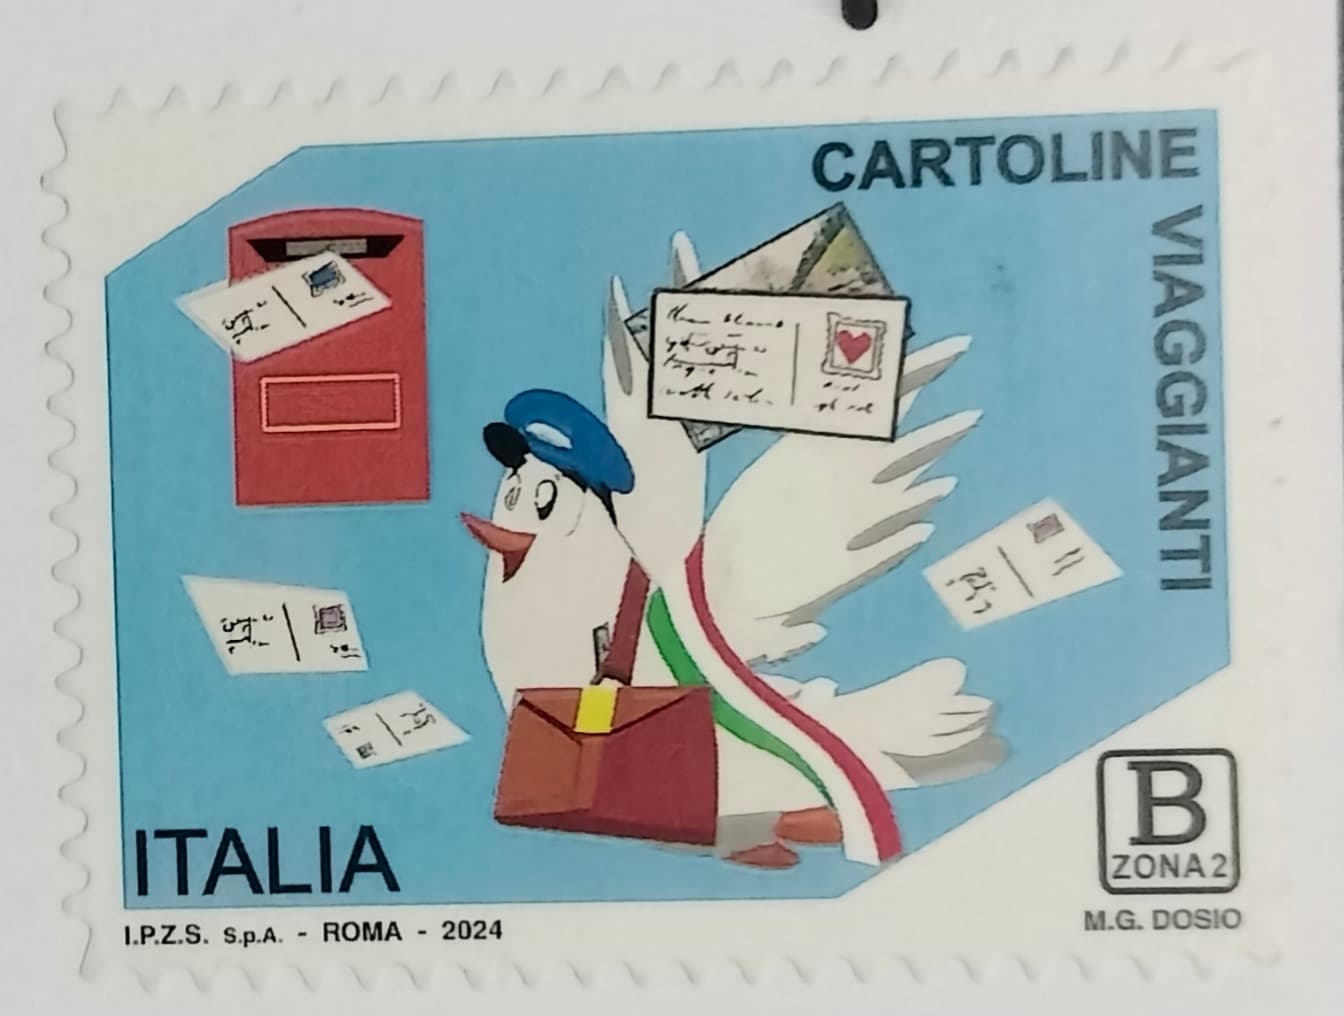 CARTOLINE
VIAGGIANTI
ITALIA
B
ZONA 2
I.P.Z.S. S.p.A. - ROMA - 2024
M.G. DOSIO